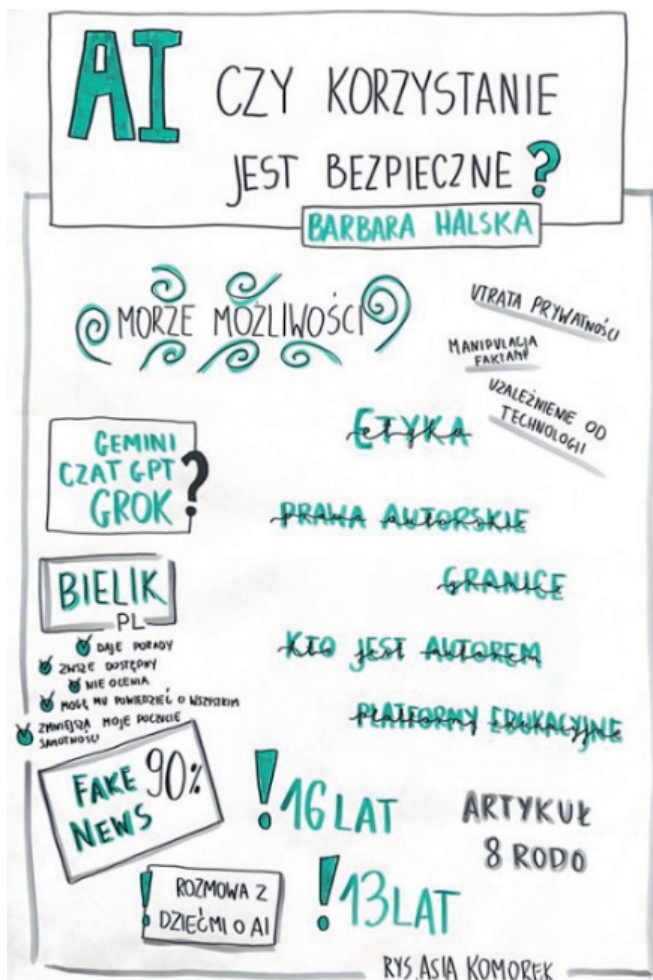 AI CZY KORZYSTANIE
JEST BEZPIECZNE?
BARBARA HALSKA
MORZE MOŻLIWOŚCI
UTRATA PRYWATNOŚCI
MANIPULACJA
FAKTAMI
UZALEŻNIENIE OD
TECHNOLOGII
GEMINI
CZAT GPT
GROK?
ETYKA
PRAWA AUTORSKIE
GRANICE
KTO JEST AUTOREM
PLATFORMY EDUKACYJNE
BIELIK
PL
DAJE PORADY
ZAWSZE DOSTĘPNY
NIE OCENIA
MOGĘ MU POWIEDZIEĆ O WSZYSTKIM
ZMNIEJSZA MOJE POCZUCIE
SAMOTNOŚCI
FAKE 90%
NEWS
!16 LAT
ARTYKUŁ
8 RODO
! ROZMOWA Z
DZIEĆMI O AI
!13 LAT
RYS. ASIA KOMOREK